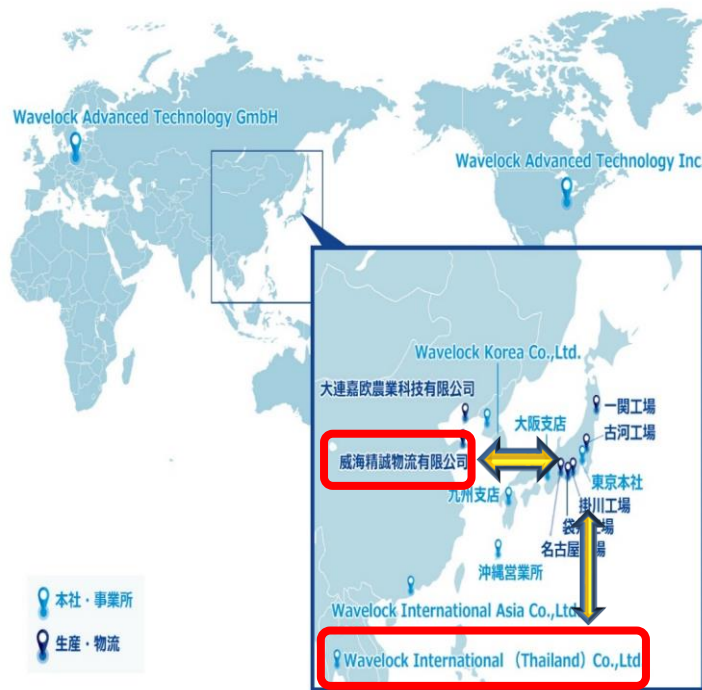 Wavelock Advanced Technology GmbH
Wavelock Advanced Technology Inc
Wavelock Korea Co.,Ltd.
大連嘉欧農業科技有限公司
一関工場
大阪支店
古河工場
威海精誠物流有限公司
東京本社
九州支店
掛川工場
名古屋
沖縄営業所
本社・事業所
Wavelock International Asia Co.,Ltd
生産・物流
Wavelock International （Thailand）Co.,Ltd